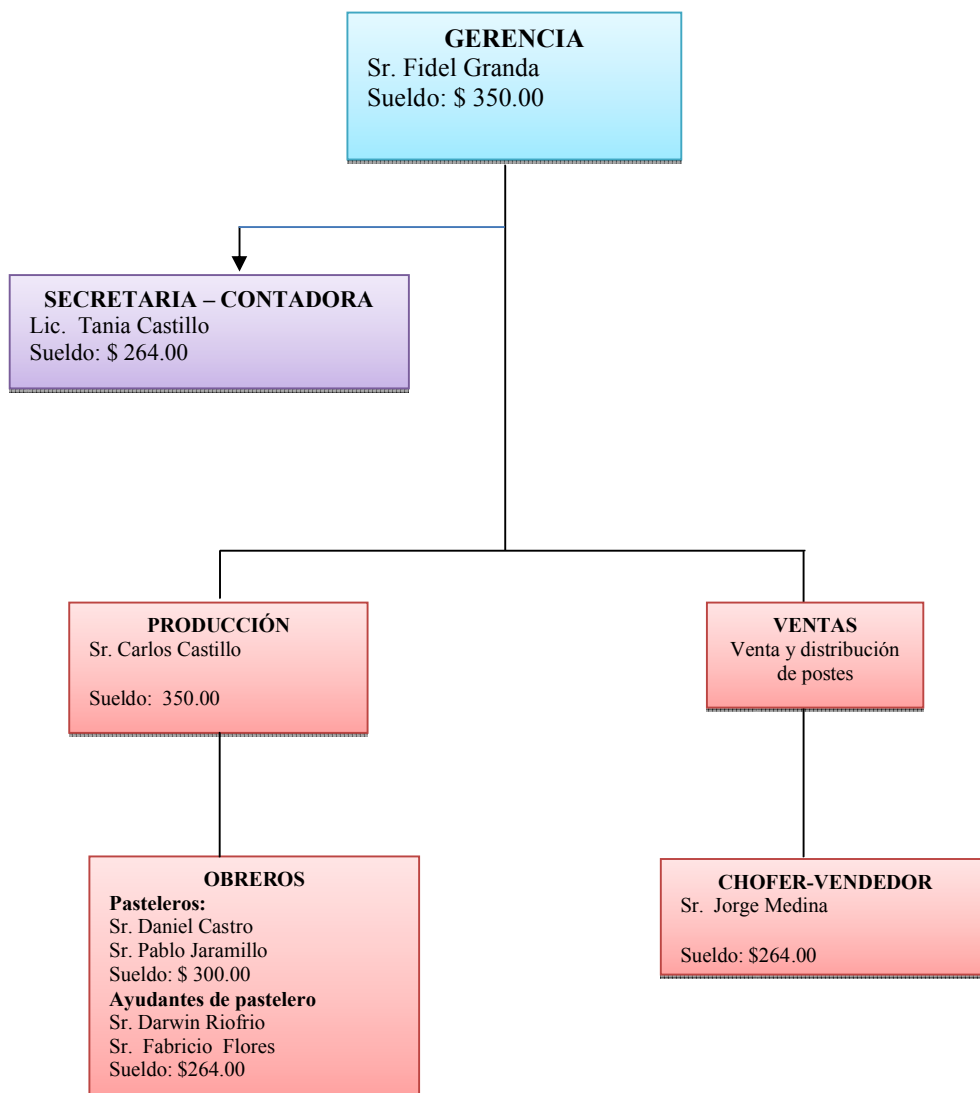 GERENCIA
Sr. Fidel Granda
Sueldo: $ 350.00
SECRETARIA – CONTADORA
Lic. Tania Castillo
Sueldo: $ 264.00
PRODUCCIÓN
Sr. Carlos Castillo
Sueldo: 350.00
VENTAS
Venta y distribución
de postes
OBREROS
Pasteleros:
Sr. Daniel Castro
Sr. Pablo Jaramillo
Sueldo: $ 300.00
Ayudantes de pastelero
Sr. Darwin Riofrio
Sr. Fabricio Flores
Sueldo: $264.00
CHOFER-VENDEDOR
Sr. Jorge Medina
Sueldo: $264.00